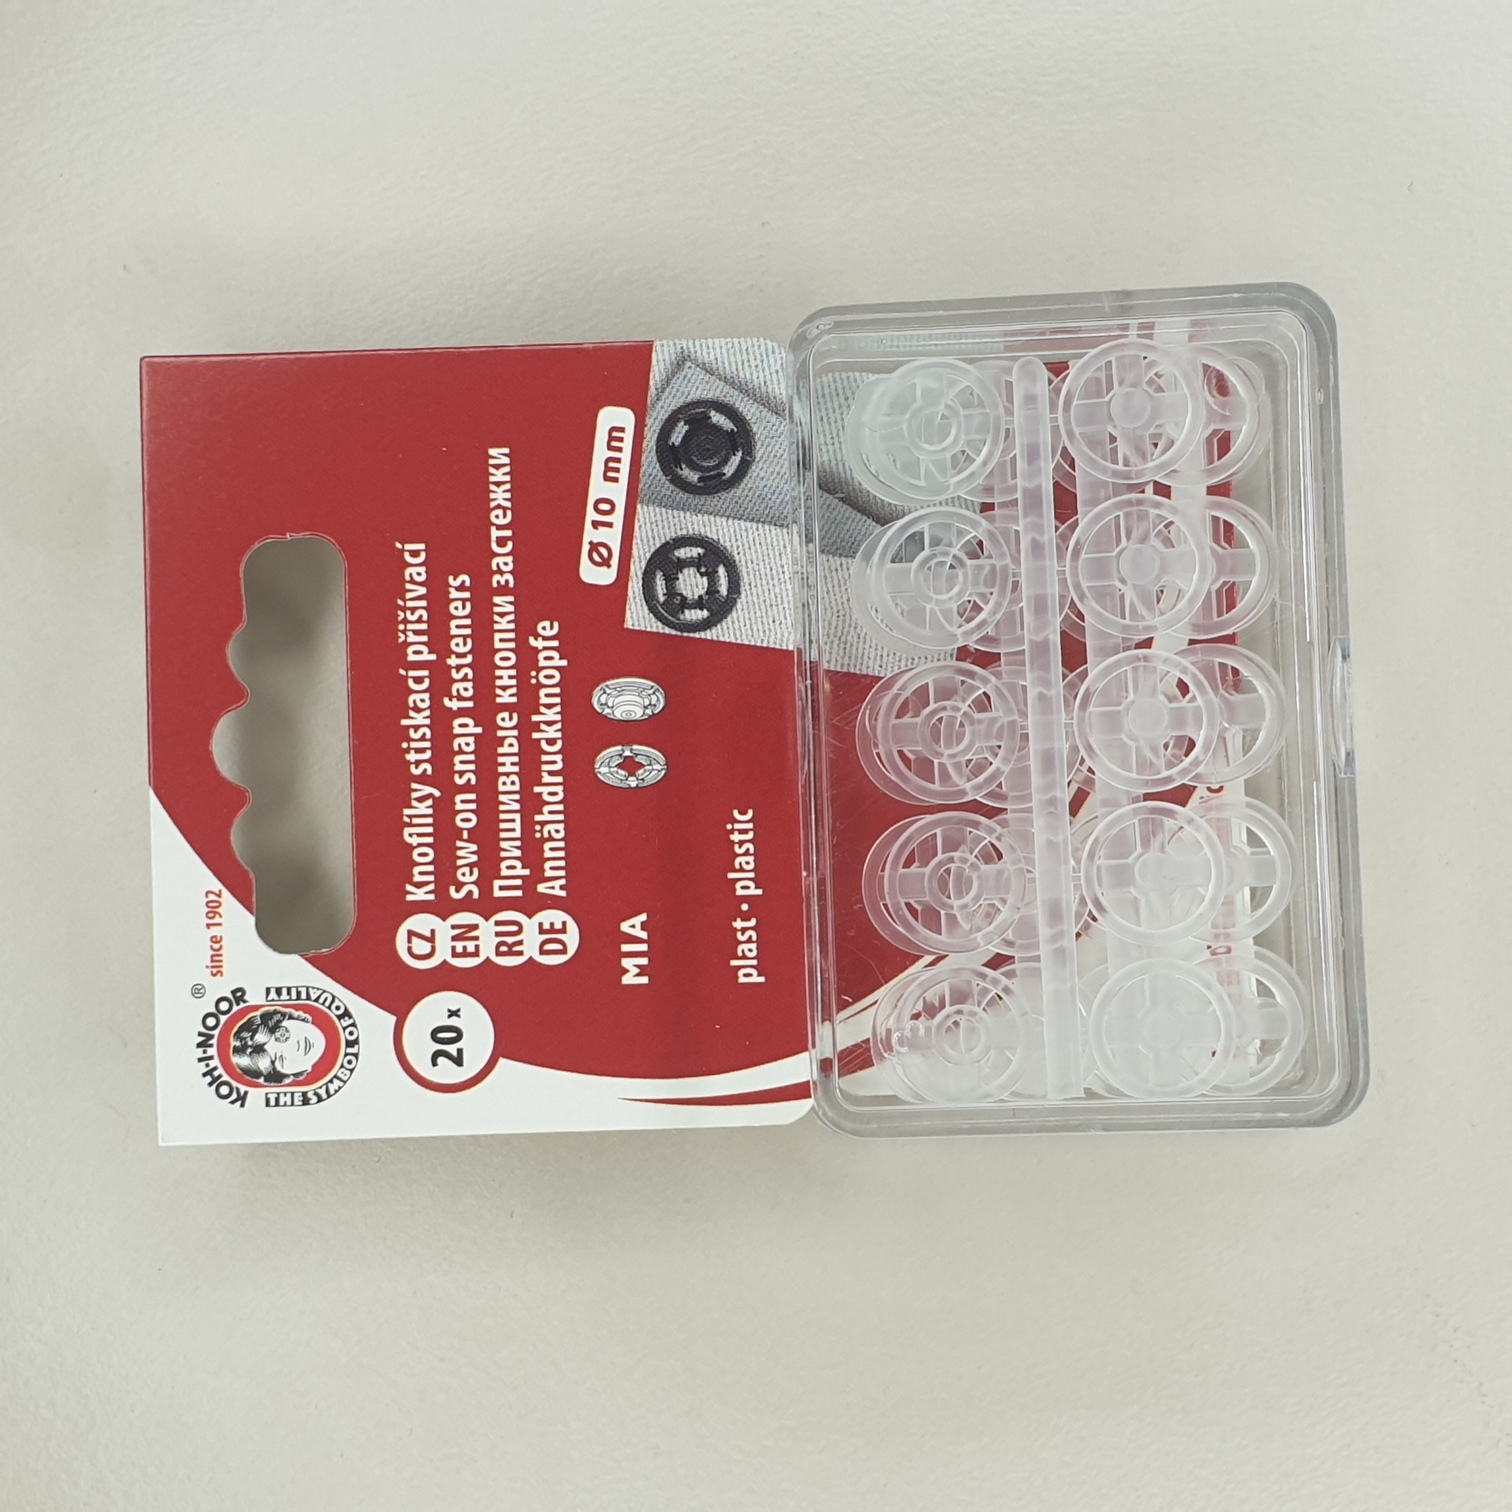 since 1902
KOH-I-NOOR®
THE SYMBOL OF QUALITY
20 x
CZ Knoflíky stiskací přišívací
EN Sew-on snap fasteners
RU Пришивные кнопки застежки
DE Annähdruckknöpfe
Ø 10 mm
MIA
plast • plastic